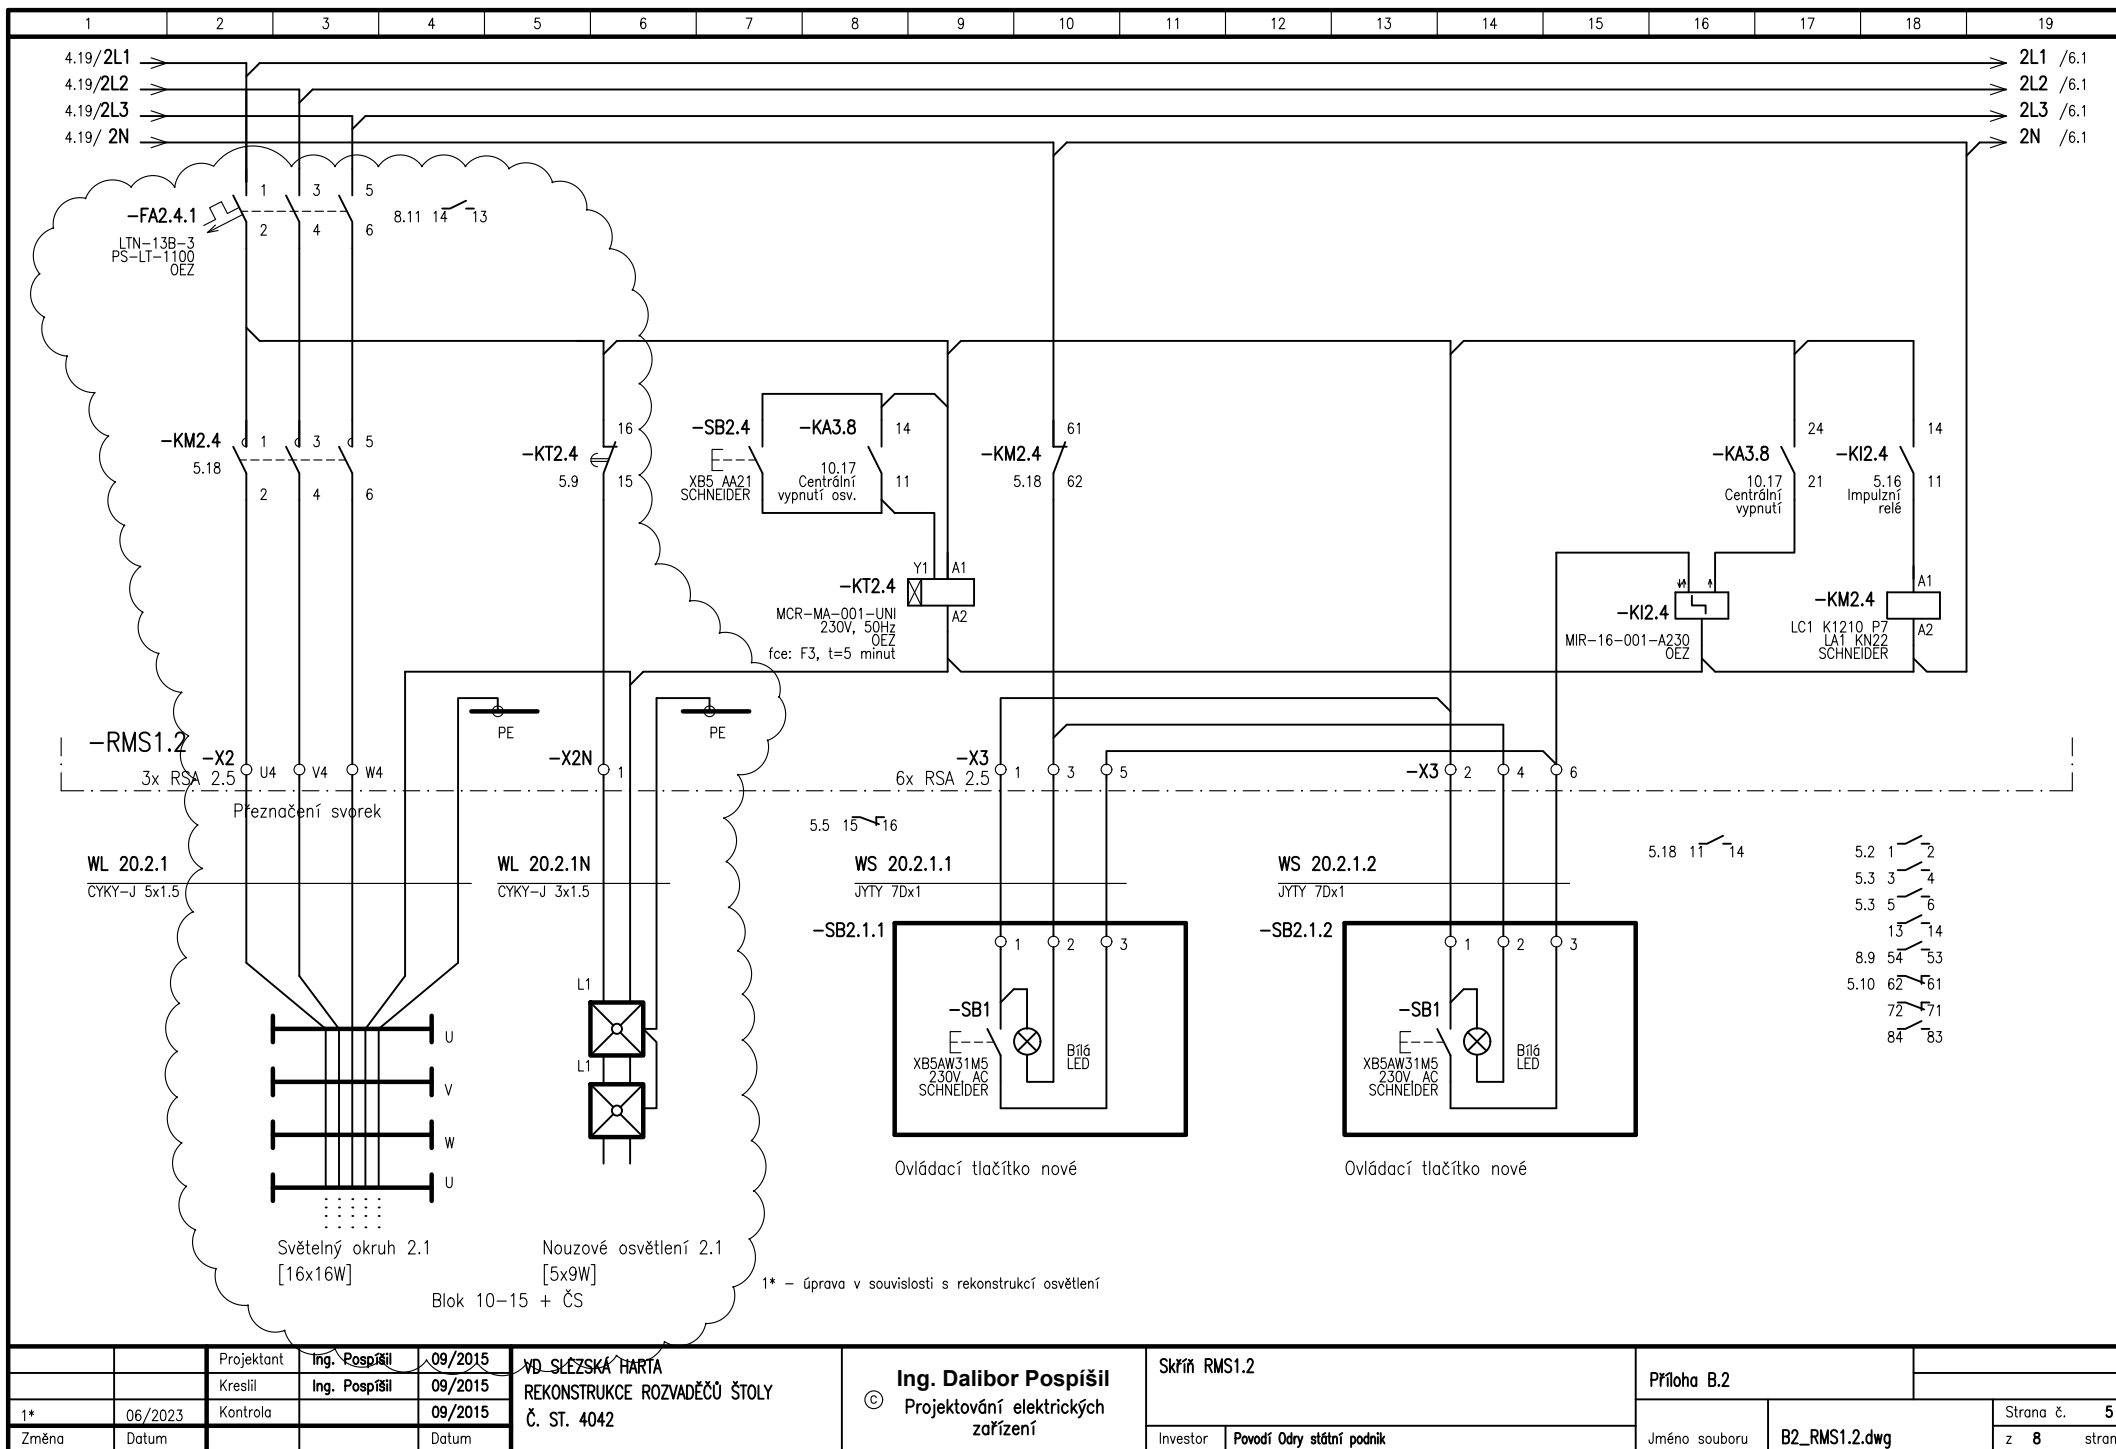 1 2 3 4 5 6 7 8 9 10 11 12 13 14 15 16 17 18 19
4.19/2L1
2L1 /6.1
4.19/2L2
2L2 /6.1
4.19/2L3
2L3 /6.1
4.19/ 2N
2N /6.1
-FA2.4.1
LTN-13B-3
PS-LT-1100
OEZ
1 3 5
2 4 6
8.11 14 13
-KM2.4
5.18
1 3 5
2 4 6
-KT2.4
5.9
16
15
-SB2.4
XB5 AA21
SCHNEIDER
-KA3.8
10.17
Centrální
vypnutí osv.
14
11
-KM2.4
5.18
61
62
-KA3.8
10.17
Centrální
vypnutí
24
21
-KI2.4
5.16
Impulzní
relé
14
11
Y1 A1
-KT2.4
A2
MCR-MA-001-UNI
230V, 50Hz
OEZ
fce: F3, t=5 minut
-KI2.4
MIR-16-001-A230
OEZ
A1
-KM2.4
A2
LC1 K1210 P7
LA1 KN22
SCHNEIDER
PE
PE
-RMS1.2
-X2
3x RSA 2.5
U4 V4 W4
-X2N
1
-X3
6x RSA 2.5
1 3 5
-X3
2 4 6
Přeznačení svorek
5.5 15 16
5.18 11 14
WL 20.2.1
CYKY-J 5x1.5
WL 20.2.1N
CYKY-J 3x1.5
WS 20.2.1.1
JYTY 7Dx1
WS 20.2.1.2
JYTY 7Dx1
5.2 1 2
5.3 3 4
5.3 5 6
13 14
8.9 54 53
5.10 62 61
72 71
84 83
-SB2.1.1
1 2 3
-SB1
XB5AW31M5
230V, AC
SCHNEIDER
Bílá
LED
-SB2.1.2
1 2 3
-SB1
XB5AW31M5
230V, AC
SCHNEIDER
Bílá
LED
L1
L1
U
V
W
U
Ovládací tlačítko nové
Ovládací tlačítko nové
Světelný okruh 2.1
[16x16W]
Nouzové osvětlení 2.1
[5x9W]
Blok 10-15 + ČS
1* - úprava v souvislosti s rekonstrukcí osvětlení
Projektant Ing. Pospíšil 09/2015
Kreslil Ing. Pospíšil 09/2015
1* 06/2023 Kontrola 09/2015
Změna Datum Datum
VD SLEZSKÁ HARTA
REKONSTRUKCE ROZVADĚČŮ ŠTOLY
Č. ST. 4042
© Ing. Dalibor Pospíšil
Projektování elektrických
zařízení
Skříň RMS1.2
Investor Povodí Odry státní podnik
Příloha B.2
Jméno souboru B2_RMS1.2.dwg
Strana č. 5
z 8 stran